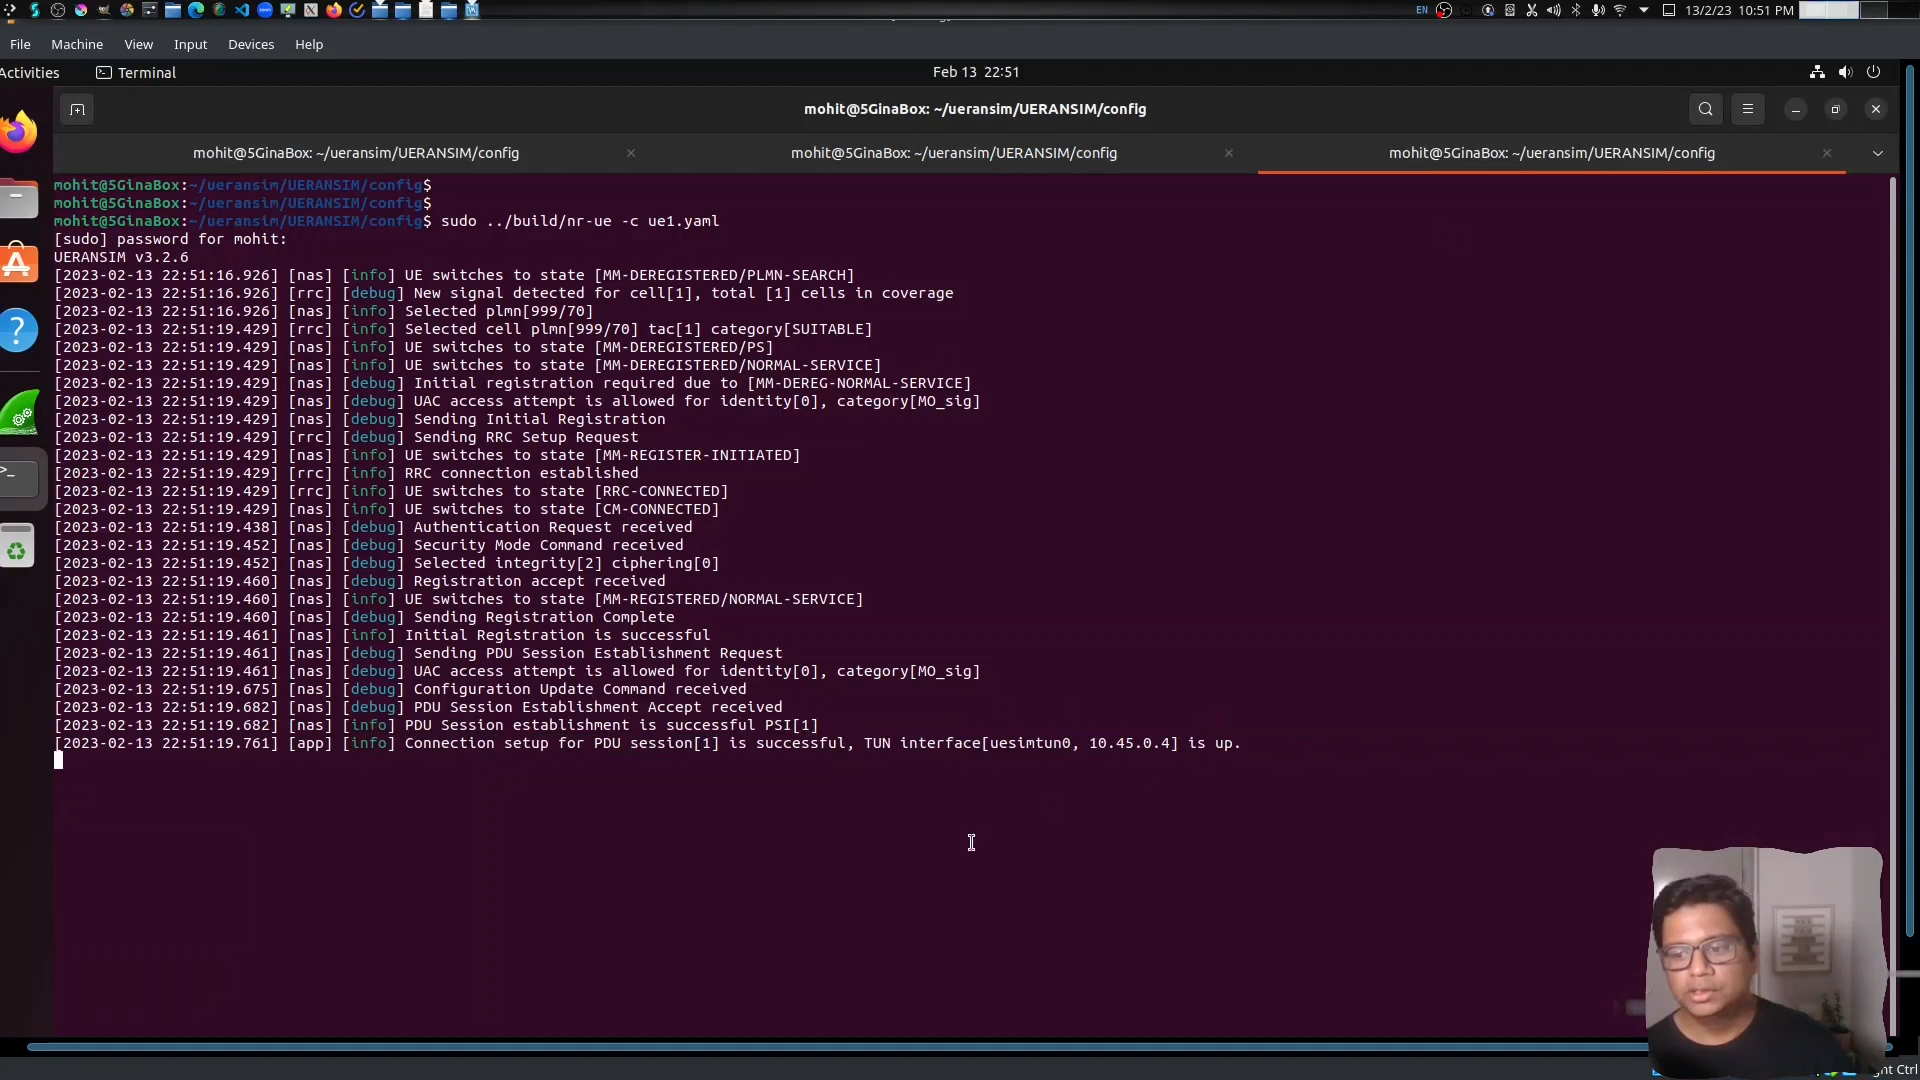 EN 13/2/23 10:51 PM
File Machine View Input Devices Help
Activities Terminal Feb 13 22:51
mohit@5GinaBox: ~/ueransim/UERANSIM/config
mohit@5GinaBox: ~/ueransim/UERANSIM/config mohit@5GinaBox: ~/ueransim/UERANSIM/config mohit@5GinaBox: ~/ueransim/UERANSIM/config
mohit@5GinaBox:~/ueransim/UERANSIM/config$
mohit@5GinaBox:~/ueransim/UERANSIM/config$
mohit@5GinaBox:~/ueransim/UERANSIM/config$ sudo ../build/nr-ue -c ue1.yaml
[sudo] password for mohit:
UERANSIM v3.2.6
[2023-02-13 22:51:16.926] [nas] [info] UE switches to state [MM-DEREGISTERED/PLMN-SEARCH]
[2023-02-13 22:51:16.926] [rrc] [debug] New signal detected for cell[1], total [1] cells in coverage
[2023-02-13 22:51:16.926] [nas] [info] Selected plmn[999/70]
[2023-02-13 22:51:19.429] [rrc] [info] Selected cell plmn[999/70] tac[1] category[SUITABLE]
[2023-02-13 22:51:19.429] [nas] [info] UE switches to state [MM-DEREGISTERED/PS]
[2023-02-13 22:51:19.429] [nas] [info] UE switches to state [MM-DEREGISTERED/NORMAL-SERVICE]
[2023-02-13 22:51:19.429] [nas] [debug] Initial registration required due to [MM-DEREG-NORMAL-SERVICE]
[2023-02-13 22:51:19.429] [nas] [debug] UAC access attempt is allowed for identity[0], category[MO_sig]
[2023-02-13 22:51:19.429] [nas] [debug] Sending Initial Registration
[2023-02-13 22:51:19.429] [rrc] [debug] Sending RRC Setup Request
[2023-02-13 22:51:19.429] [nas] [info] UE switches to state [MM-REGISTER-INITIATED]
[2023-02-13 22:51:19.429] [rrc] [info] RRC connection established
[2023-02-13 22:51:19.429] [rrc] [info] UE switches to state [RRC-CONNECTED]
[2023-02-13 22:51:19.429] [nas] [info] UE switches to state [CM-CONNECTED]
[2023-02-13 22:51:19.438] [nas] [debug] Authentication Request received
[2023-02-13 22:51:19.452] [nas] [debug] Security Mode Command received
[2023-02-13 22:51:19.452] [nas] [debug] Selected integrity[2] ciphering[0]
[2023-02-13 22:51:19.460] [nas] [debug] Registration accept received
[2023-02-13 22:51:19.460] [nas] [info] UE switches to state [MM-REGISTERED/NORMAL-SERVICE]
[2023-02-13 22:51:19.460] [nas] [debug] Sending Registration Complete
[2023-02-13 22:51:19.461] [nas] [info] Initial Registration is successful
[2023-02-13 22:51:19.461] [nas] [debug] Sending PDU Session Establishment Request
[2023-02-13 22:51:19.461] [nas] [debug] UAC access attempt is allowed for identity[0], category[MO_sig]
[2023-02-13 22:51:19.675] [nas] [debug] Configuration Update Command received
[2023-02-13 22:51:19.682] [nas] [debug] PDU Session Establishment Accept received
[2023-02-13 22:51:19.682] [nas] [info] PDU Session establishment is successful PSI[1]
[2023-02-13 22:51:19.761] [app] [info] Connection setup for PDU session[1] is successful, TUN interface[uesimtun0, 10.45.0.4] is up.
Ctrl